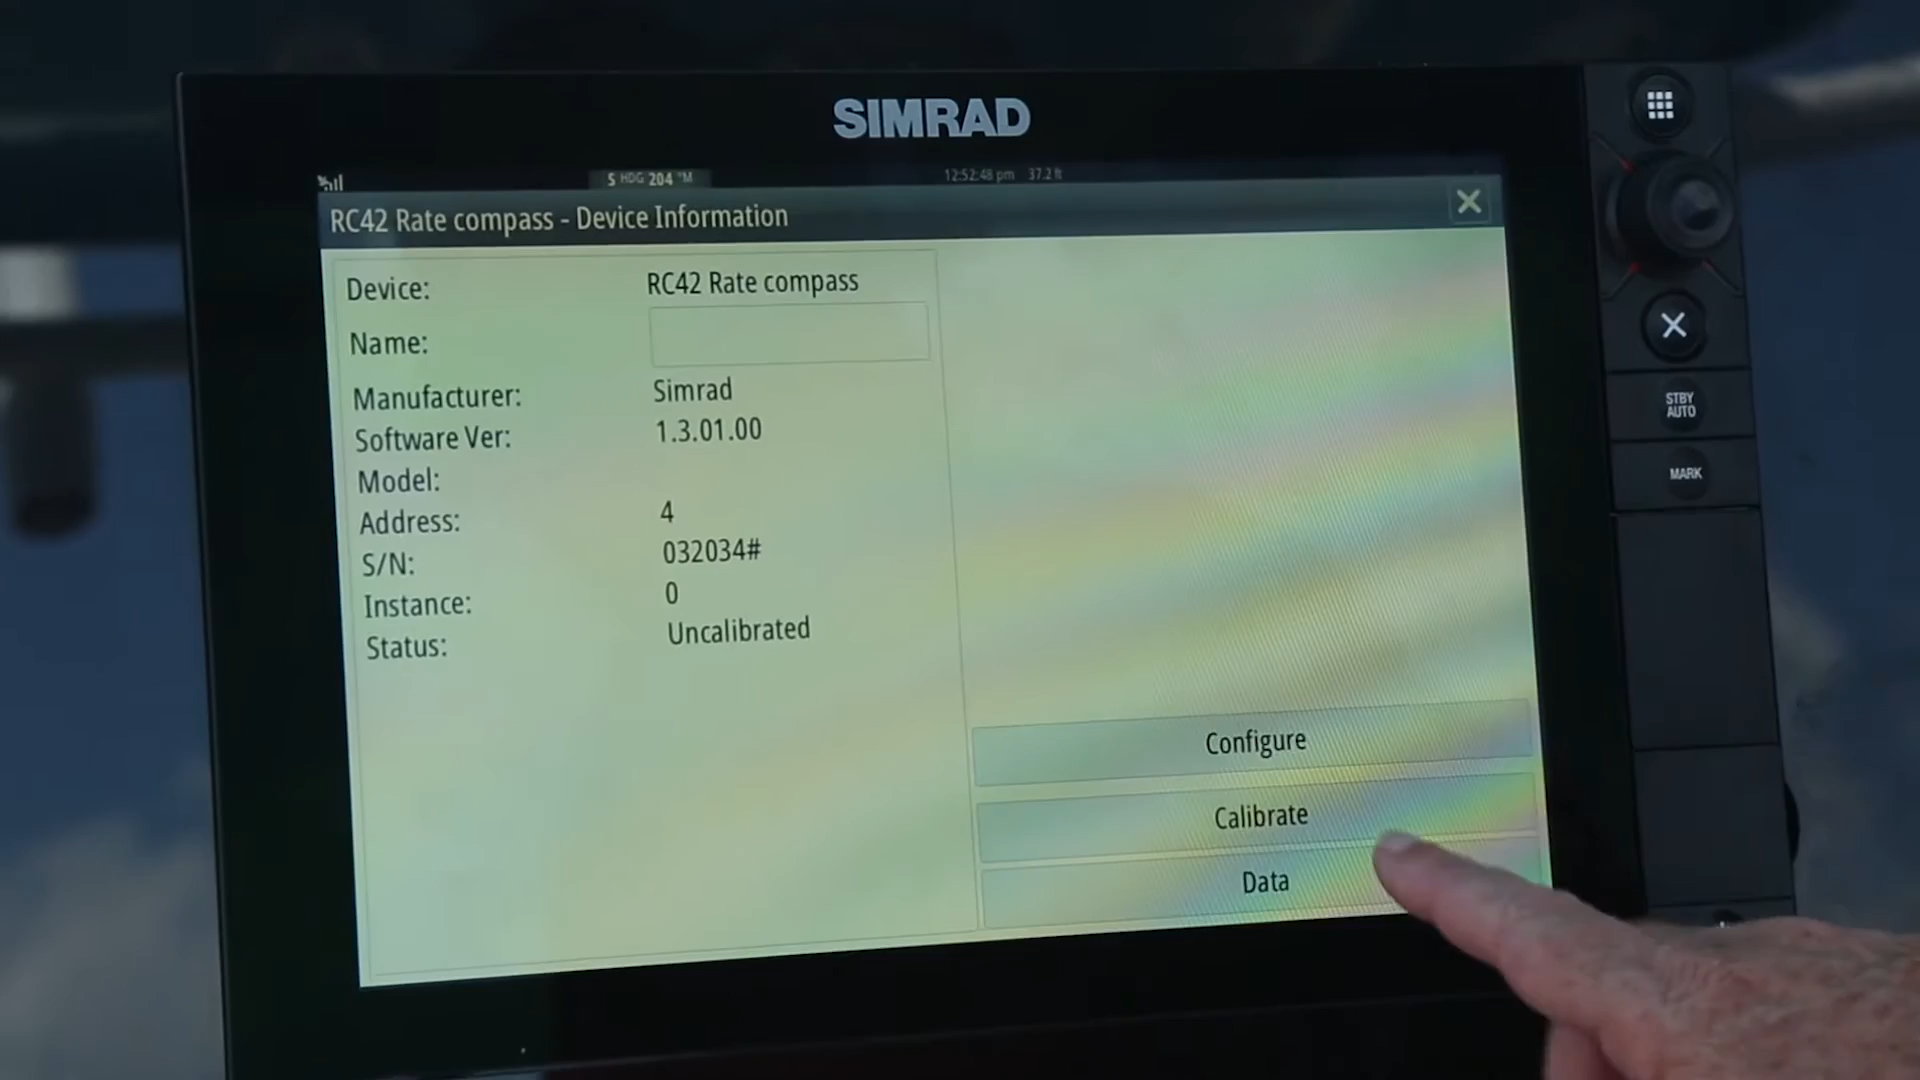 SIMRAD
S HDG 204 °M
12:52:48 pm 37.2 ft
RC42 Rate compass - Device Information
Device: RC42 Rate compass
Name:
Manufacturer: Simrad
Software Ver: 1.3.01.00
Model:
Address: 4
S/N: 032034#
Instance: 0
Status: Uncalibrated
Configure
Calibrate
Data
STBY
AUTO
MARK